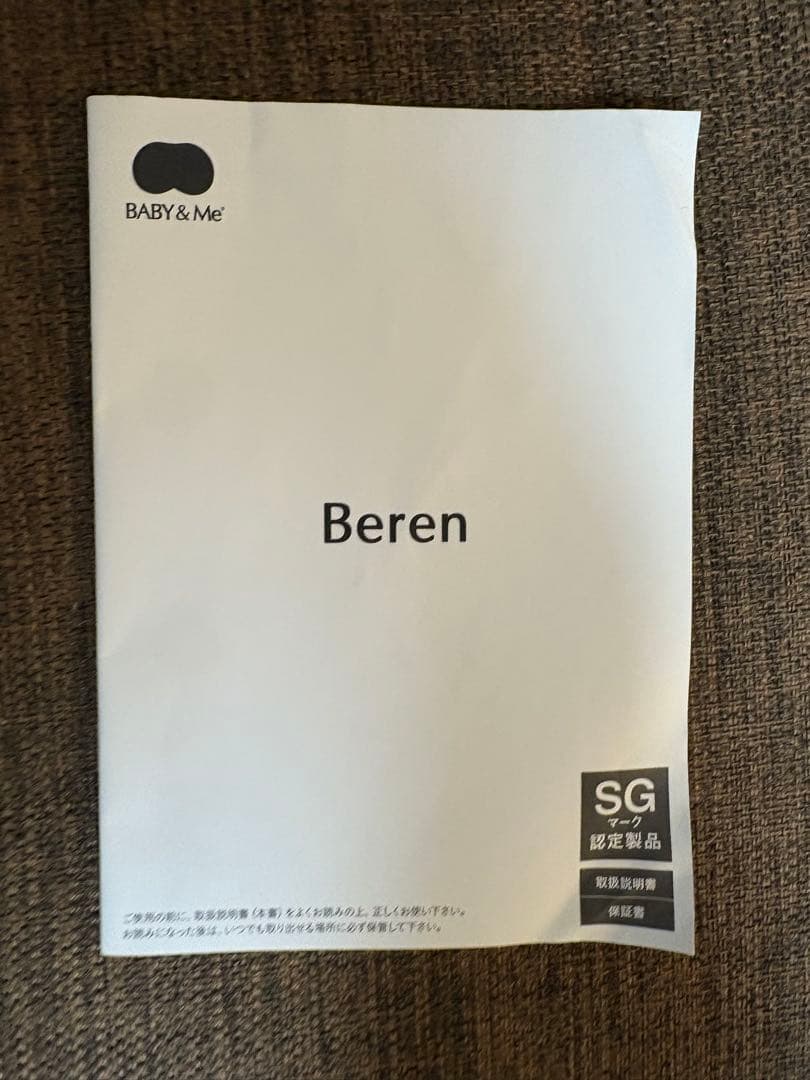 BABY & Me®
Beren
SG
マーク
認定製品
取扱説明書
保証書
ご使用の前に、取扱説明書（本書）をよくお読みの上、正しくお使い下さい。
お読みになった後は、いつでも取り出せる場所に必ず保管して下さい。